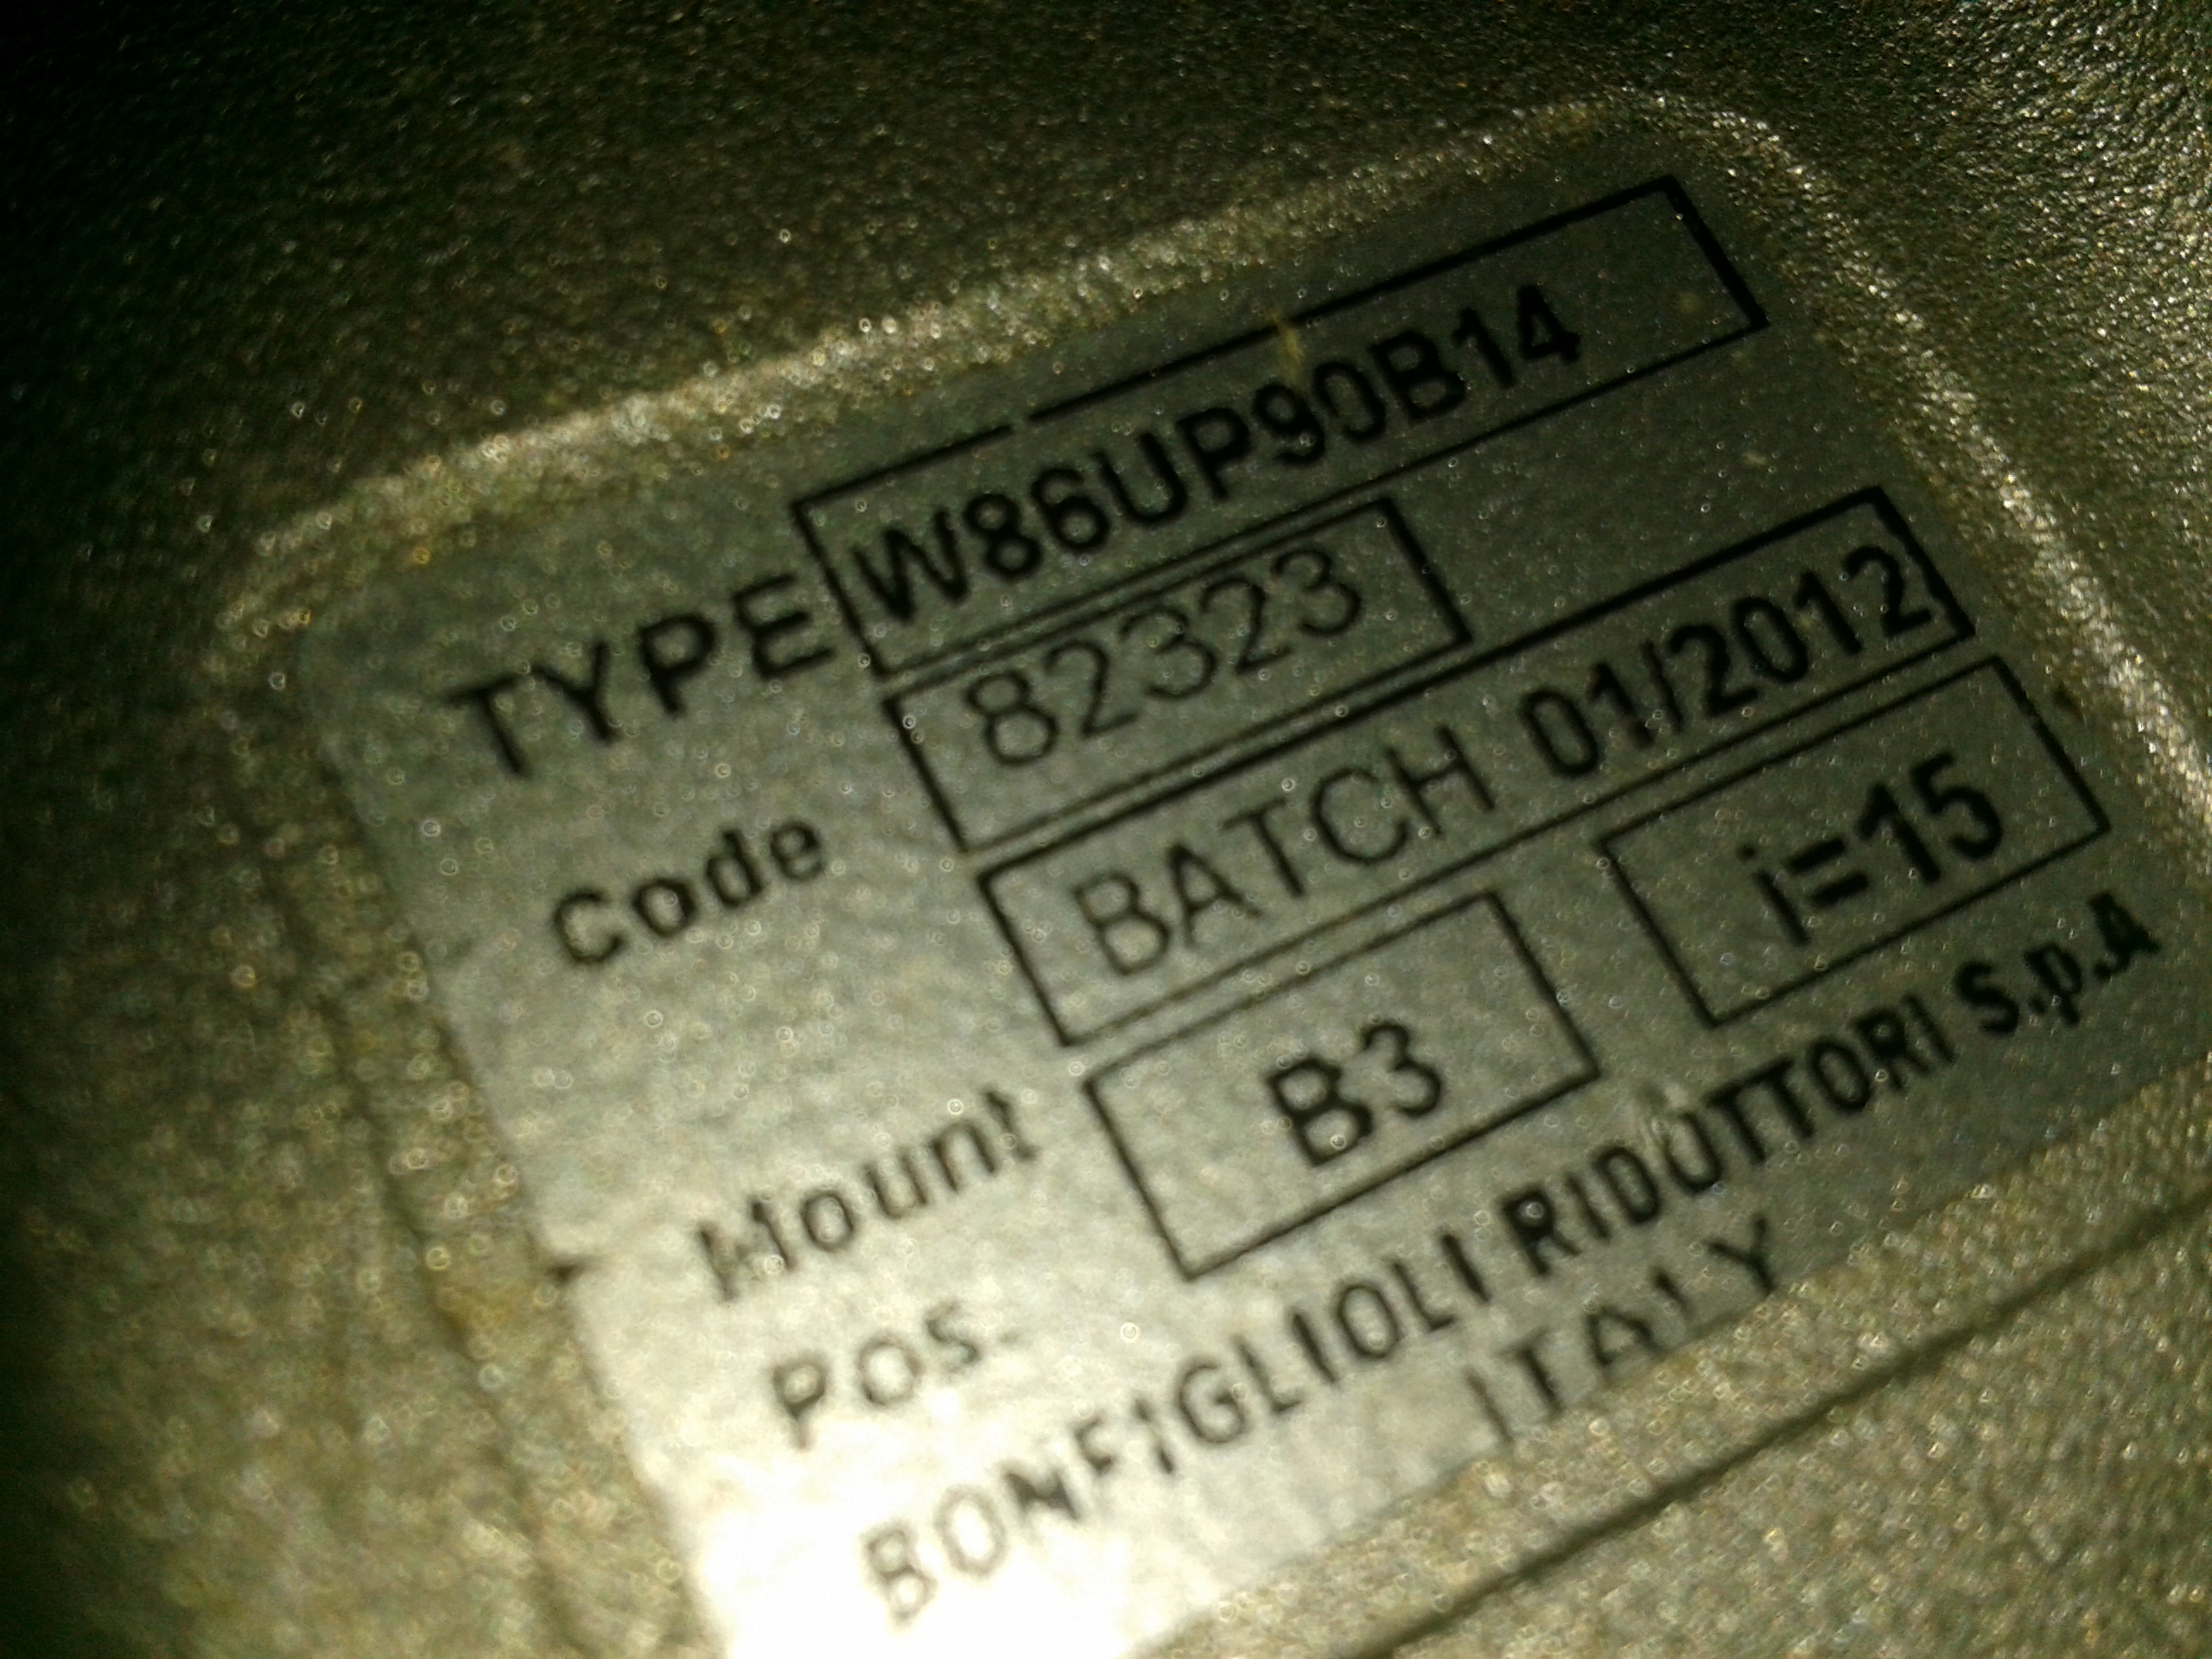 TYPE W86UP90B14
Code 82323
BATCH 01/2012
Mount B3 i=15
POS.
BONFIGLIOLI RIDUTTORI S.p.A
ITALY